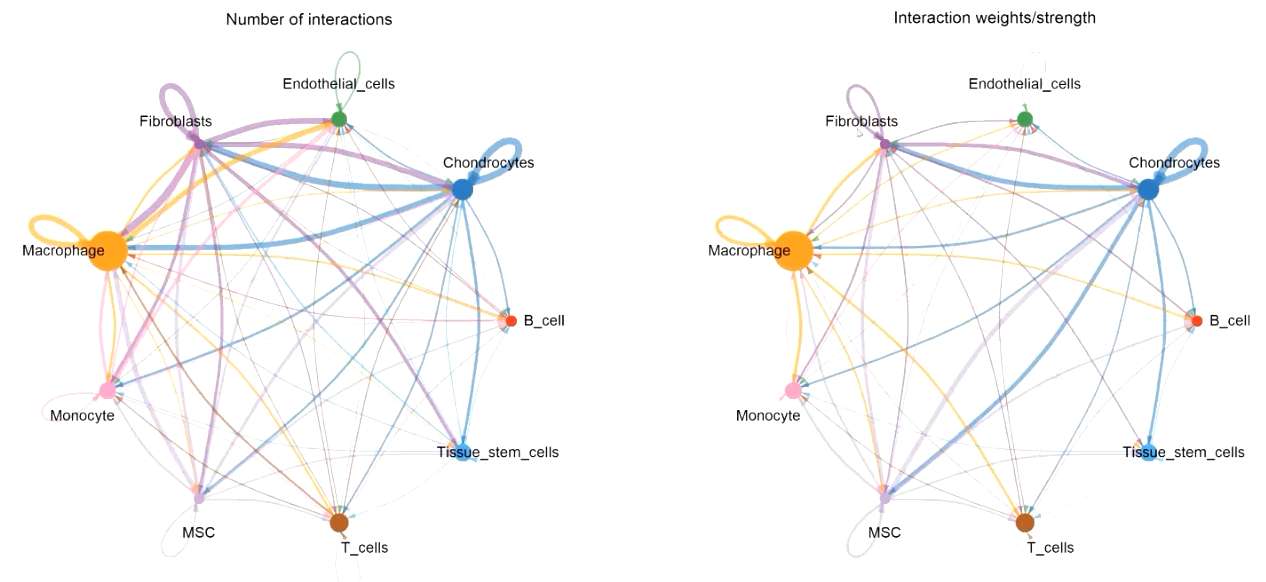 Number of interactions
Endothelial_cells
Fibroblasts
Chondrocytes
Macrophage
B_cell
Monocyte
Tissue_stem_cells
MSC
T_cells
Interaction weights/strength
Endothelial_cells
Fibroblasts
Chondrocytes
Macrophage
B_cell
Monocyte
Tissue_stem_cells
MSC
T_cells